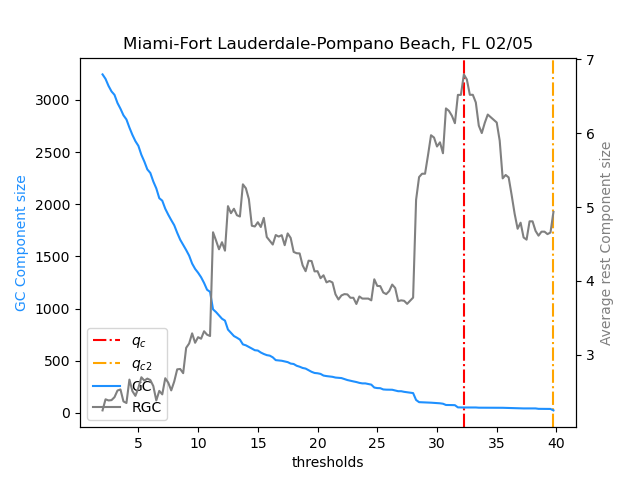 Miami-Fort Lauderdale-Pompano Beach, FL 02/05
GC Component size
3000
2500
2000
1500
1000
500
0
7
6
5
4
3
Average rest Component size
q_c
q_c2
GC
RGC
5 10 15 20 25 30 35 40
thresholds